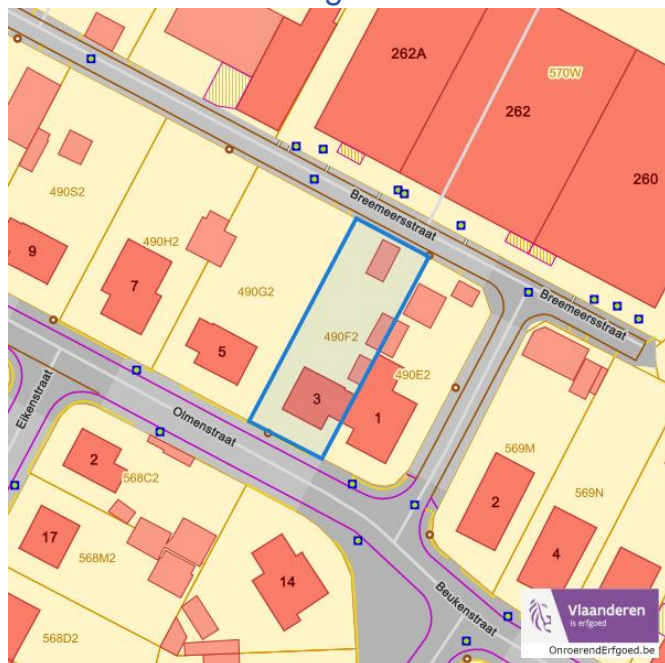 262A
570W
262
260
Breemeersstraat
490S2
9
490H2
7
490G2
5
490F2
3
490E2
1
Breemeersstraat
Olmenstraat
Eikenstraat
2
568C2
17
568M2
14
568D2
569M
2
569N
4
Beukenstraat
Vlaanderen
is erfgoed
OnroerendErfgoed.be